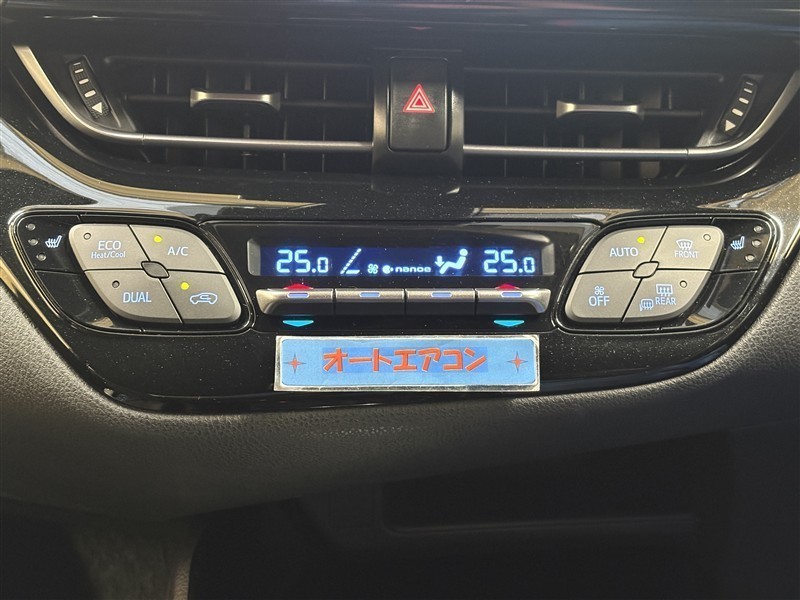 ECO
Heat/Cool
A/C
DUAL
25.0
nanoe
25.0
AUTO
FRONT
OFF
REAR
オートエアコン